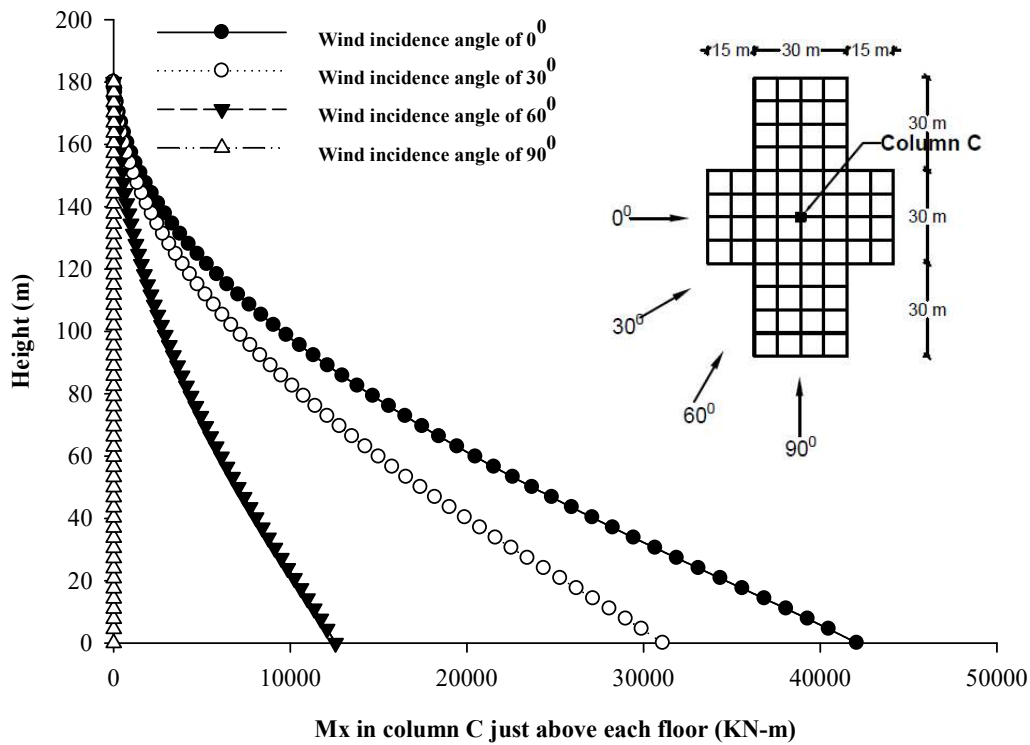 200
180
160
140
120
100
80
60
40
20
0
Height (m)
0 10000 20000 30000 40000 50000
Mx in column C just above each floor (KN-m)
Wind incidence angle of 0⁰
Wind incidence angle of 30⁰
Wind incidence angle of 60⁰
Wind incidence angle of 90⁰
15 m 30 m 15 m
30 m
Column C
30 m
30 m
0⁰
30⁰
60⁰
90⁰